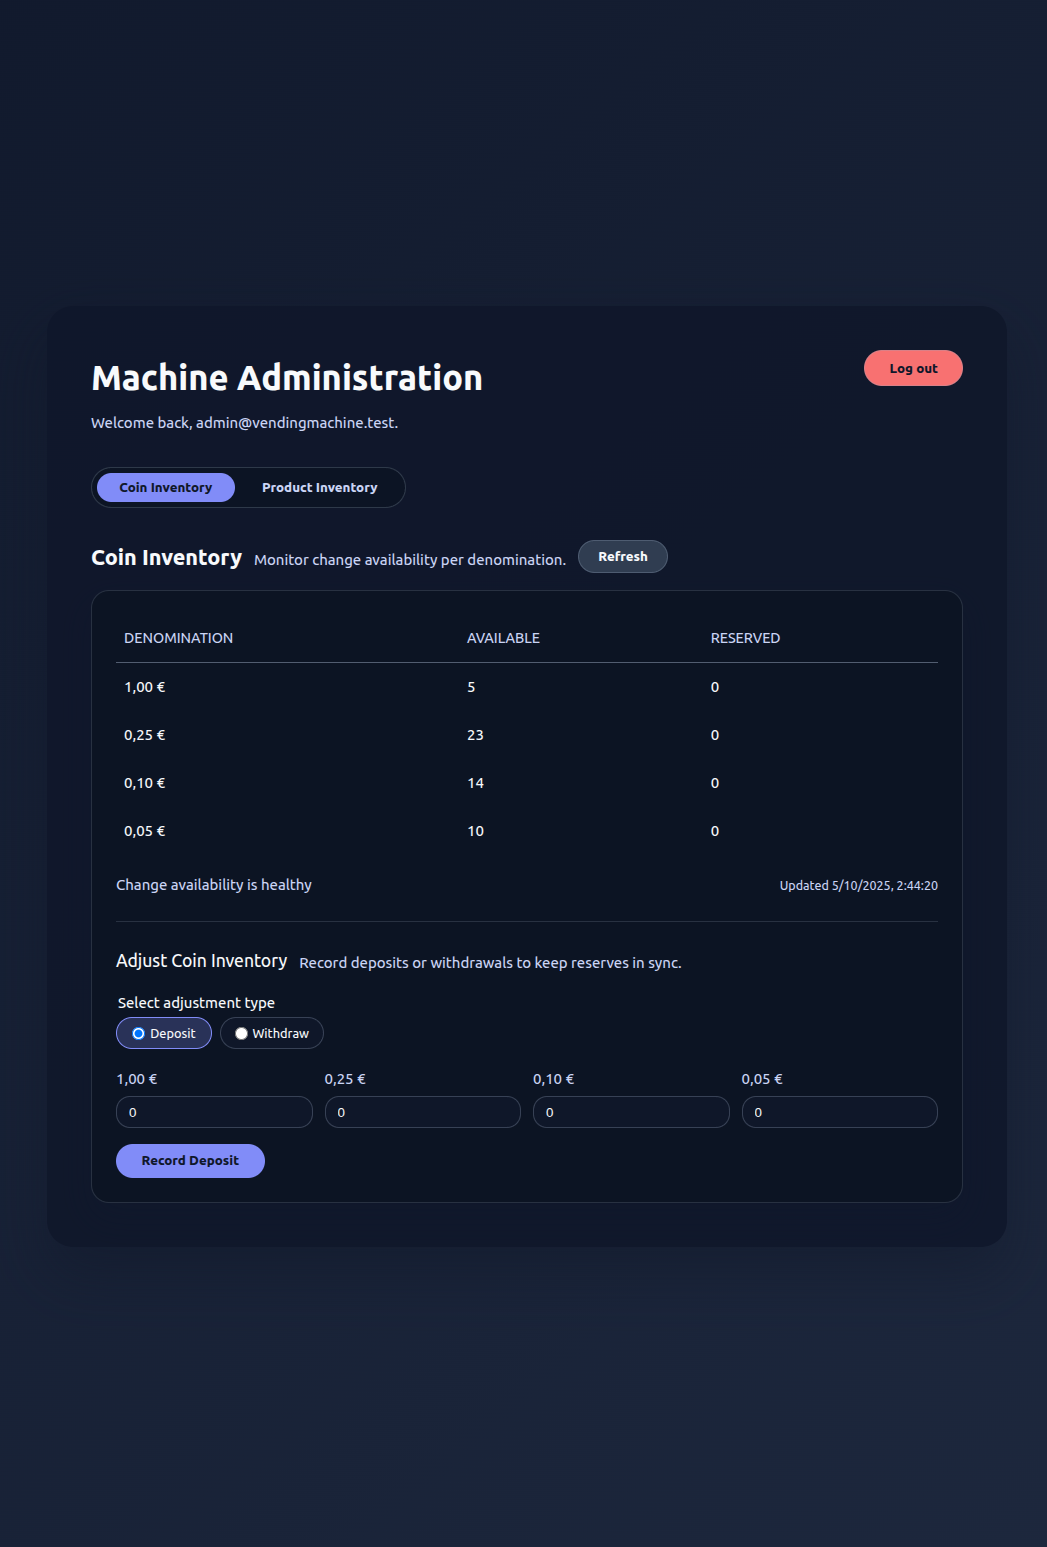 Machine Administration
Log out
Welcome back, admin@vendingmachine.test.
Coin Inventory Product Inventory
Coin Inventory Monitor change availability per denomination. Refresh
DENOMINATION AVAILABLE RESERVED
1,00 € 5 0
0,25 € 23 0
0,10 € 14 0
0,05 € 10 0
Change availability is healthy Updated 5/10/2025, 2:44:20
Adjust Coin Inventory Record deposits or withdrawals to keep reserves in sync.
Select adjustment type
Deposit Withdraw
1,00 € 0,25 € 0,10 € 0,05 €
0 0 0 0
Record Deposit